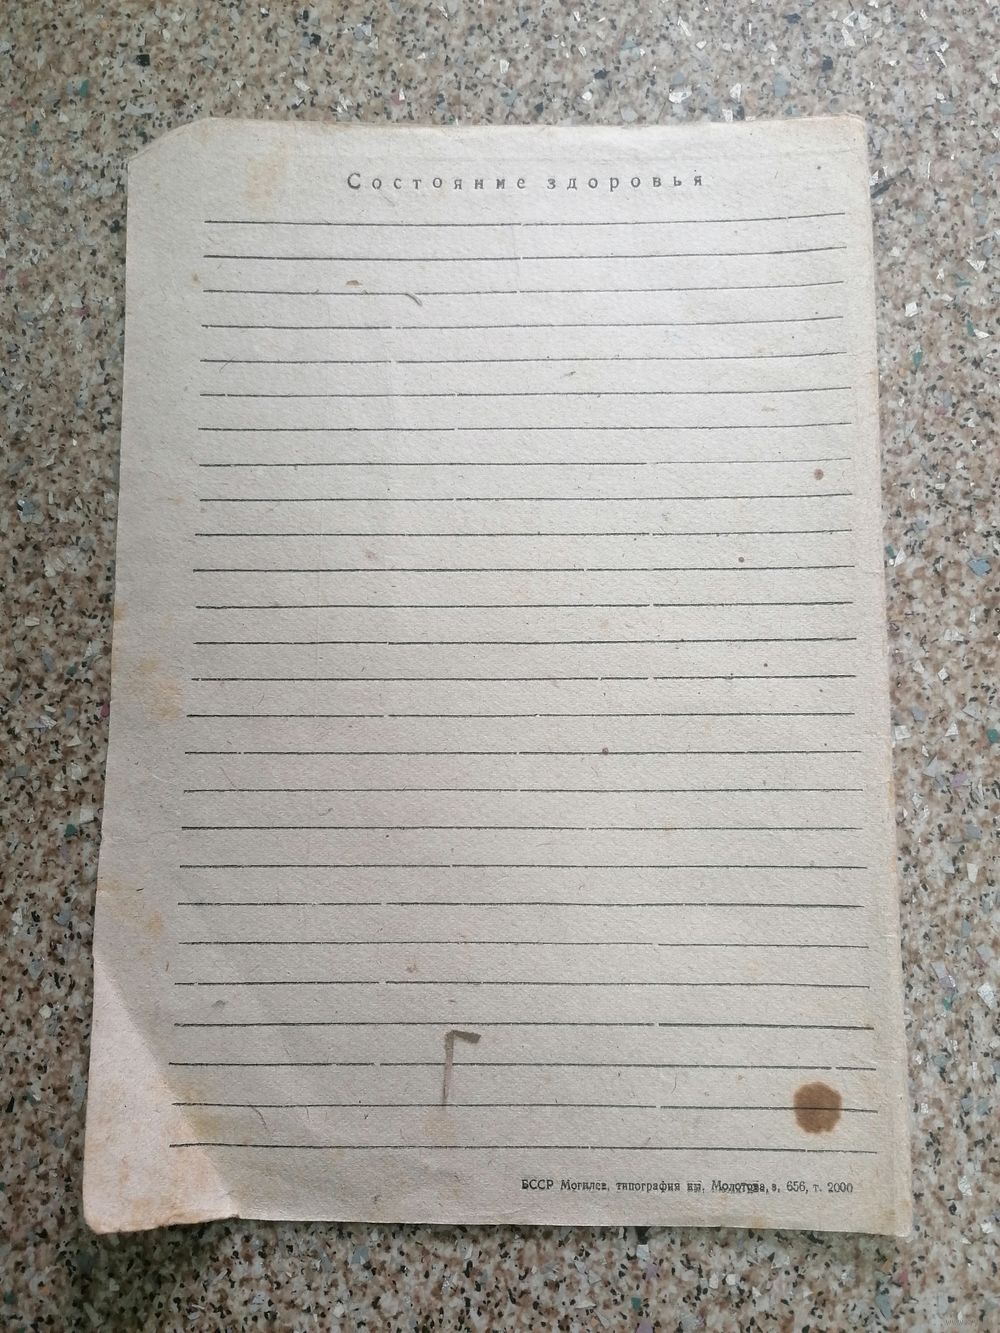 Состояние здоровья
БССР Могилев, типография им. Молотова, з. 656, т. 2000